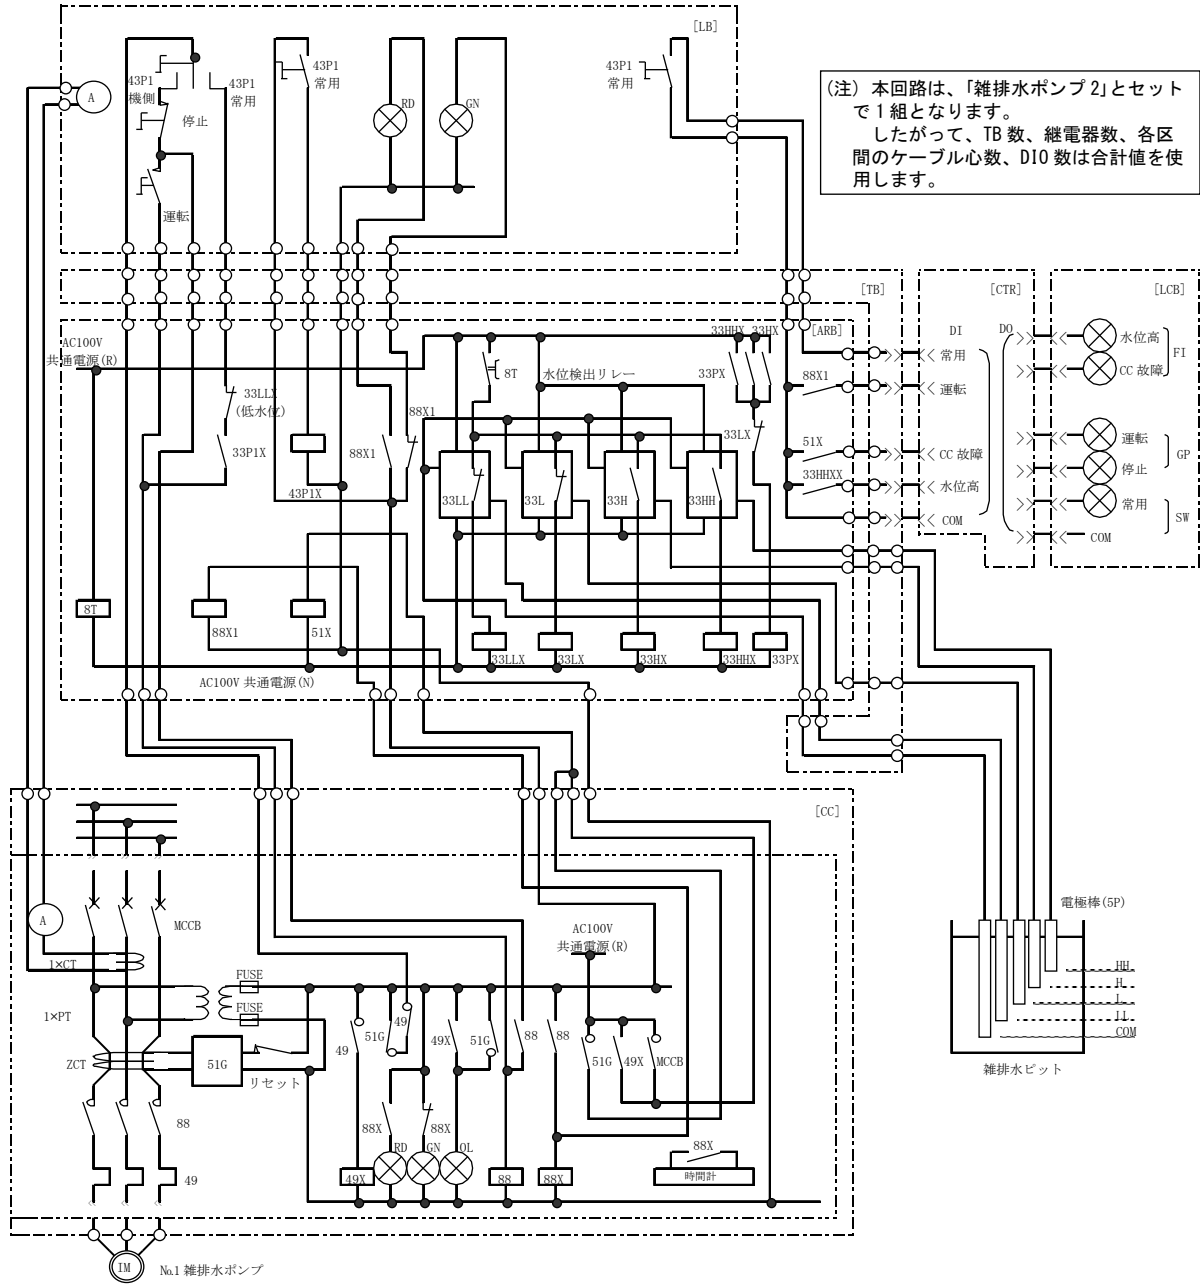 [LB]
43P1
機側
43P1
常用
停止
運転
43P1
常用
RD
GN
43P1
常用
A
(注) 本回路は、「雑排水ポンプ2」とセット
で1組となります。
したがって、TB 数、継電器数、各区
間のケーブル心数、DIO 数は合計値を使
用します。
[TB]
[CTR]
[LCB]
[ARB]
AC100V
共通電源(R)
33LLX
(低水位)
33P1X
43P1X
88X1
88X1
8T
水位検出リレー
33HHX
33HX
33PX
33LX
88X1
51X
33HHXX
33LL
33L
33H
33HH
DI
常用
運転
CC 故障
水位高
COM
DO
水位高
CC 故障
FI
運転
停止
GP
常用
SW
COM
8T
88X1
51X
33LLX
33LX
33HX
33HHX
33PX
AC100V 共通電源(N)
[CC]
A
MCCB
1×CT
1×PT
FUSE
FUSE
ZCT
51G
リセット
88
49
AC100V
共通電源(R)
49
51G
49
49X
51G
88
88
51G
49X
MCCB
88X
88X
88X
RD
GN
OL
49X
88
88X
時間計
IM
No.1 雑排水ポンプ
電極棒(5P)
HH
H
L
LL
COM
雑排水ピット